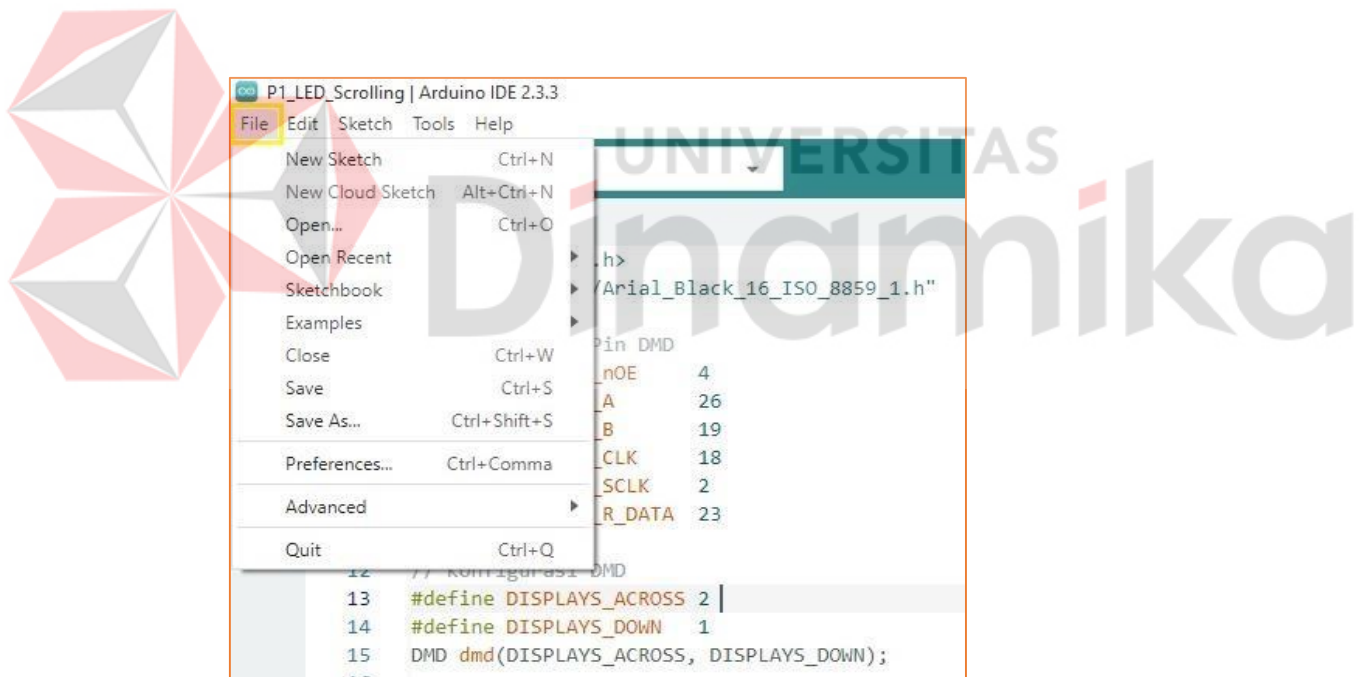 P1_LED_Scrolling | Arduino IDE 2.3.3
File Edit Sketch Tools Help
UNIVERSITAS
Dinamika
New Sketch Ctrl+N
New Cloud Sketch Alt+Ctrl+N
Open... Ctrl+O
Open Recent
Sketchbook
Examples
Close Ctrl+W
Save Ctrl+S
Save As... Ctrl+Shift+S
Preferences... Ctrl+Comma
Advanced
Quit Ctrl+Q
.h>
/Arial_Black_16_ISO_8859_1.h"
Pin DMD
_nOE 4
_A 26
_B 19
_CLK 18
_SCLK 2
_R_DATA 23
12 // Konfigurasi DMD
13 #define DISPLAYS_ACROSS 2
14 #define DISPLAYS_DOWN 1
15 DMD dmd(DISPLAYS_ACROSS, DISPLAYS_DOWN);